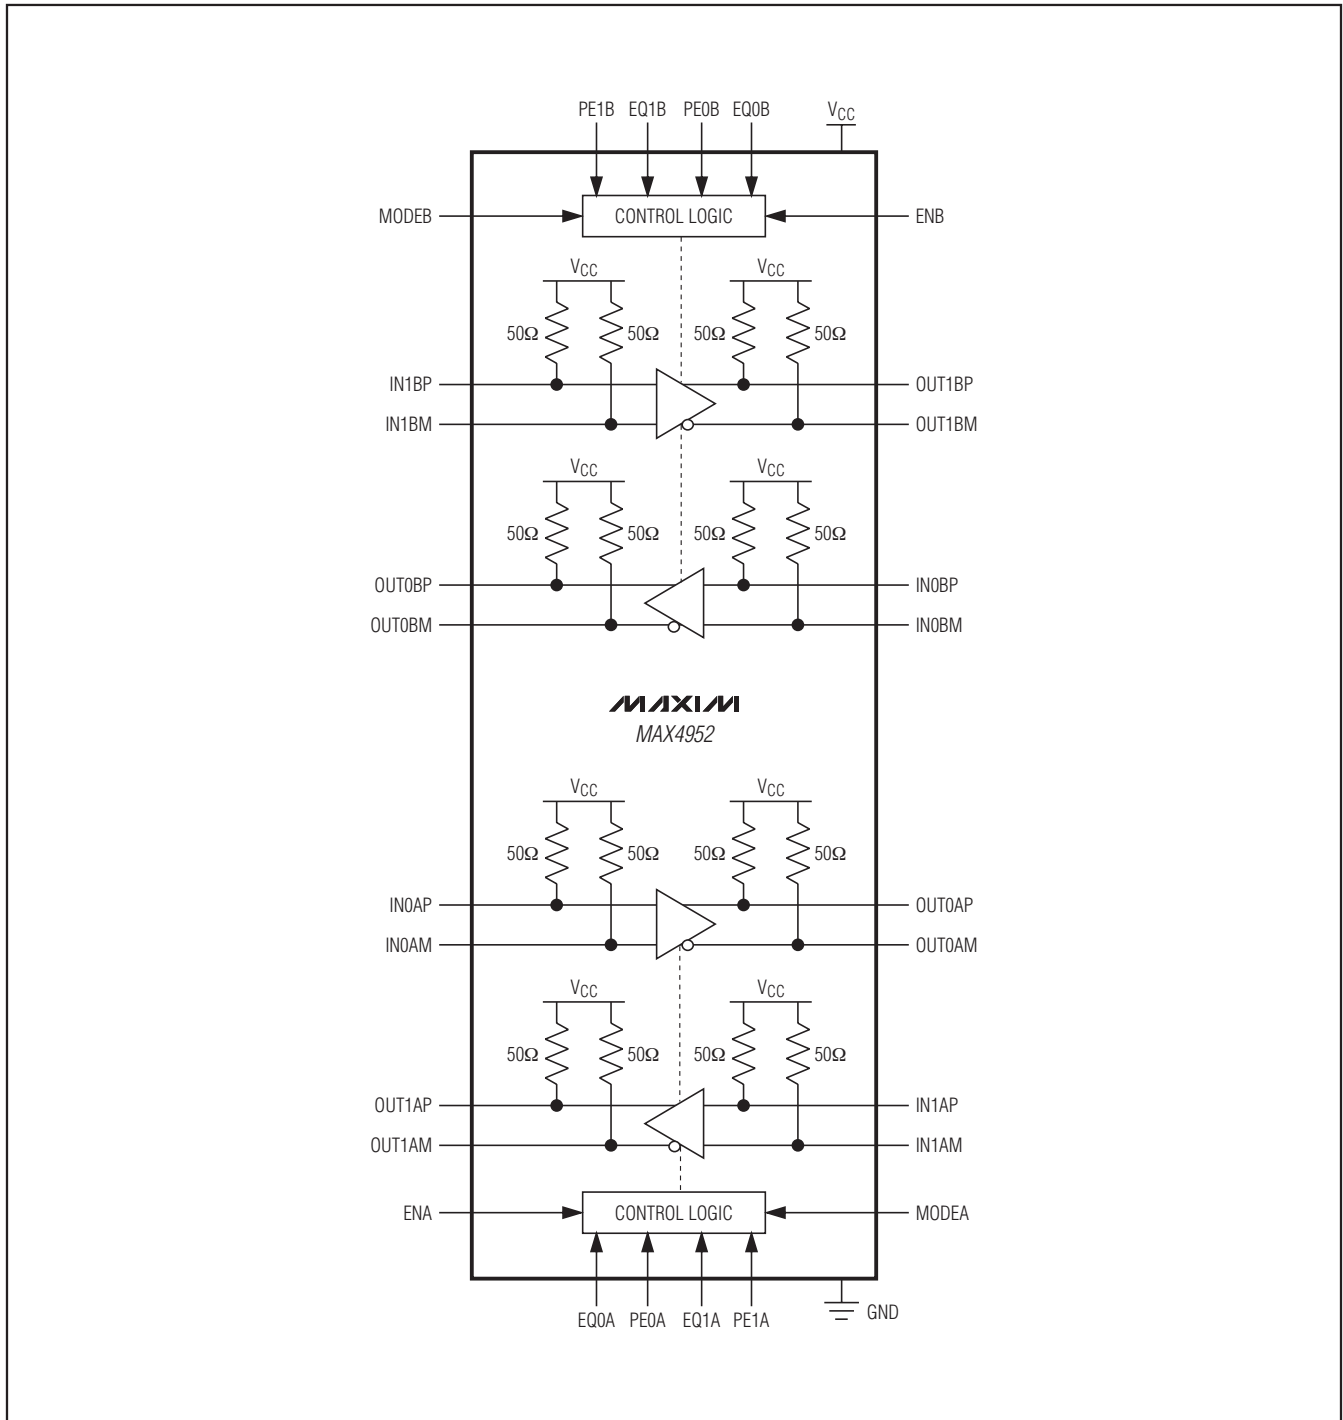 PE1B EQ1B PE0B EQ0B VCC
MODEB CONTROL LOGIC ENB
VCC VCC
50Ω 50Ω 50Ω 50Ω
IN1BP OUT1BP
IN1BM OUT1BM
VCC VCC
50Ω 50Ω 50Ω 50Ω
OUT0BP IN0BP
OUT0BM IN0BM
MAXIM
MAX4952
VCC VCC
50Ω 50Ω 50Ω 50Ω
IN0AP OUT0AP
IN0AM OUT0AM
VCC VCC
50Ω 50Ω 50Ω 50Ω
OUT1AP IN1AP
OUT1AM IN1AM
ENA CONTROL LOGIC MODEA
EQ0A PE0A EQ1A PE1A GND